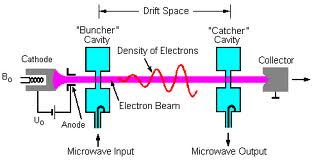 Drift Space
"Buncher"
Cavity
"Catcher"
Cavity
Density of Electrons
Cathode
Collector
B₀
U₀
Anode
Electron Beam
Microwave Input
Microwave Output